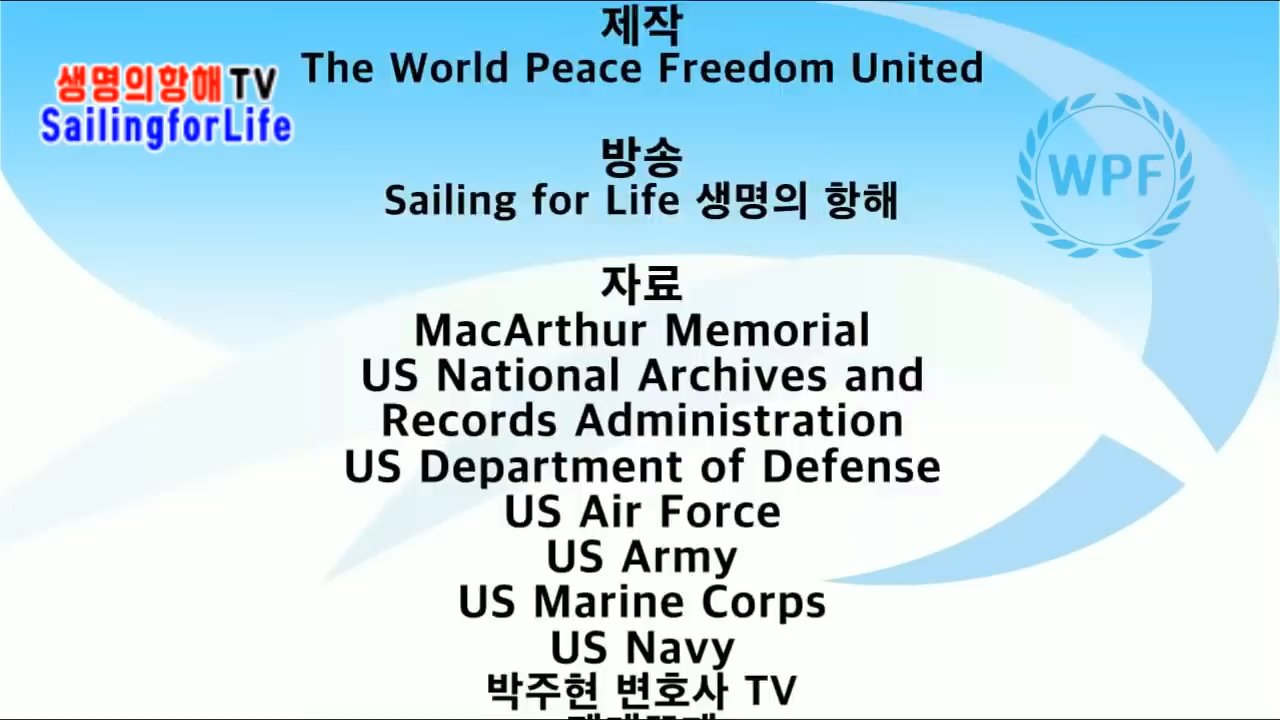 제작
The World Peace Freedom United
생명의항해TV
SailingforLife
방송
Sailing for Life 생명의 항해
WPF
자료
MacArthur Memorial
US National Archives and
Records Administration
US Department of Defense
US Air Force
US Army
US Marine Corps
US Navy
박주현 변호사 TV